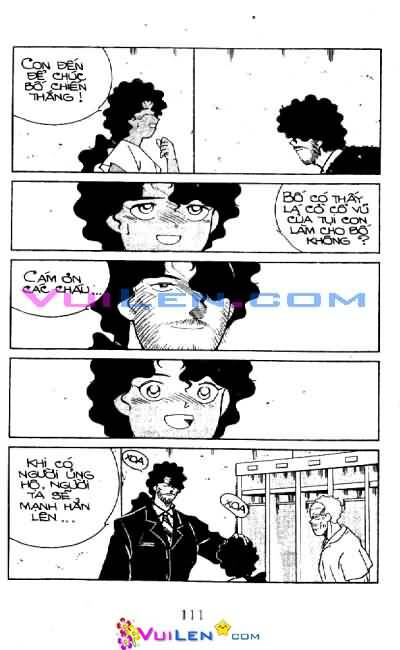 CON ĐẾN
ĐỂ CHÚC
BỐ CHIẾN
THẮNG !
BỐ CÓ THẤY
LÁ CỜ CỔ VŨ
CỦA TỤI CON
LÀM CHO BỐ
KHÔNG ?
CÁM ƠN
CÁC CHÁU ...
VUILEN.COM
KHI CÓ
NGƯỜI ỦNG
HỘ, NGƯỜI
TA SẼ
MẠNH HẲN
LÊN ...
XOA
XOA
111
VUILEN.COM